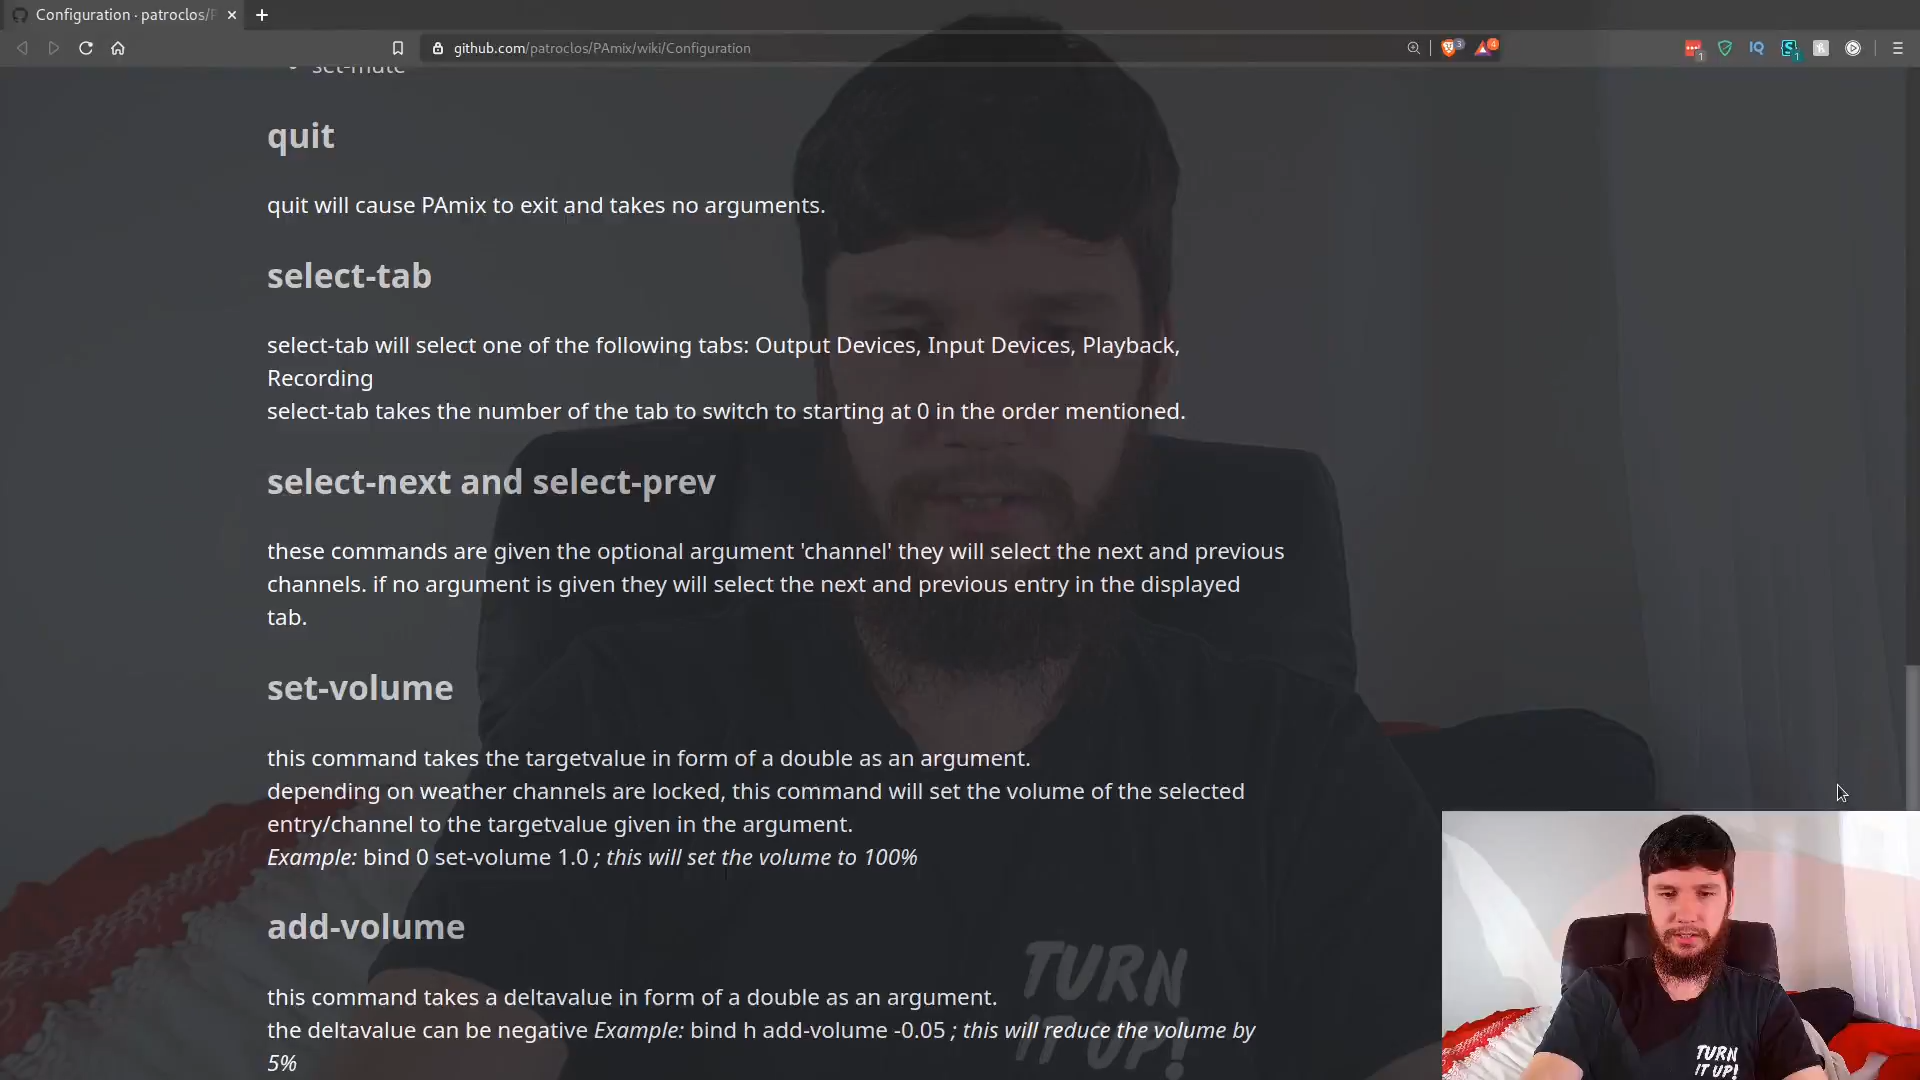 Configuration · patroclos/P
github.com/patroclos/PAmix/wiki/Configuration
set-mute
quit
quit will cause PAmix to exit and takes no arguments.
select-tab
select-tab will select one of the following tabs: Output Devices, Input Devices, Playback,
Recording
select-tab takes the number of the tab to switch to starting at 0 in the order mentioned.
select-next and select-prev
these commands are given the optional argument 'channel' they will select the next and previous
channels. if no argument is given they will select the next and previous entry in the displayed
tab.
set-volume
this command takes the targetvalue in form of a double as an argument.
depending on weather channels are locked, this command will set the volume of the selected
entry/channel to the targetvalue given in the argument.
Example: bind 0 set-volume 1.0 ; this will set the volume to 100%
add-volume
this command takes a deltavalue in form of a double as an argument.
the deltavalue can be negative Example: bind h add-volume -0.05 ; this will reduce the volume by
5%
TURN
IT UP!
TURN
IT UP!